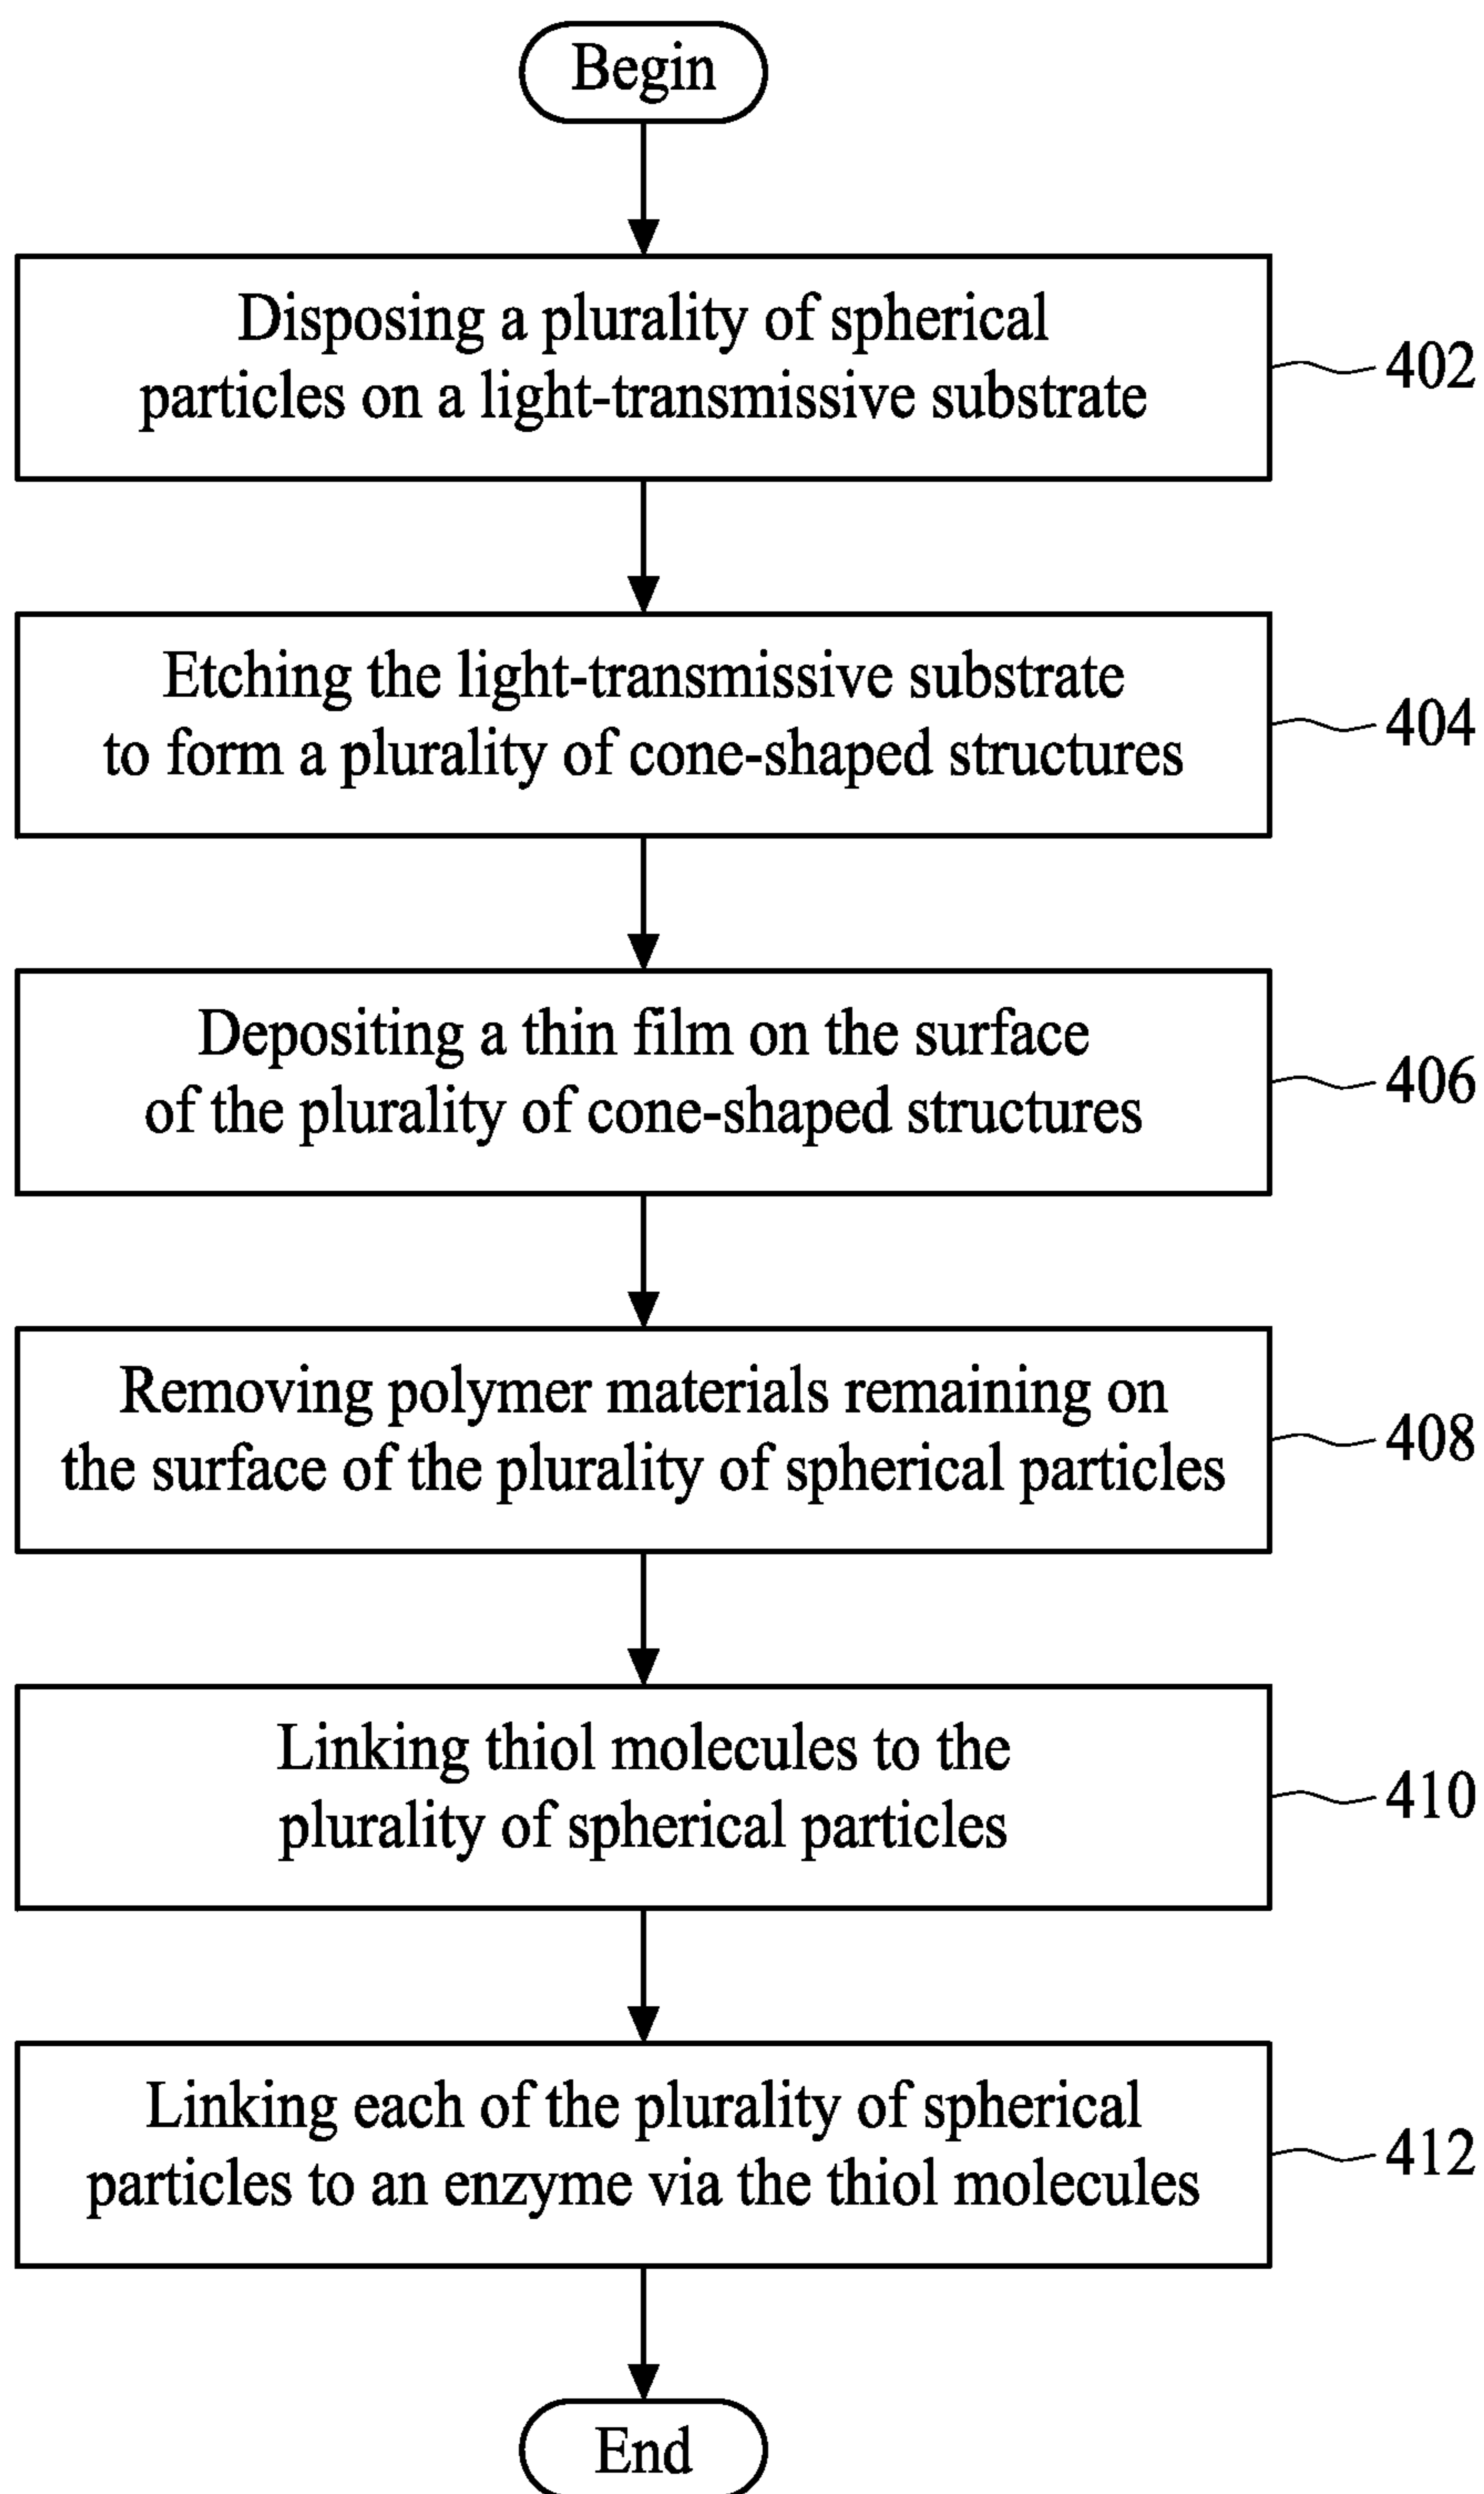 Begin
Disposing a plurality of spherical
particles on a light-transmissive substrate
402
Etching the light-transmissive substrate
to form a plurality of cone-shaped structures
404
Depositing a thin film on the surface
of the plurality of cone-shaped structures
406
Removing polymer materials remaining on
the surface of the plurality of spherical particles
408
Linking thiol molecules to the
plurality of spherical particles
410
Linking each of the plurality of spherical
particles to an enzyme via the thiol molecules
412
End